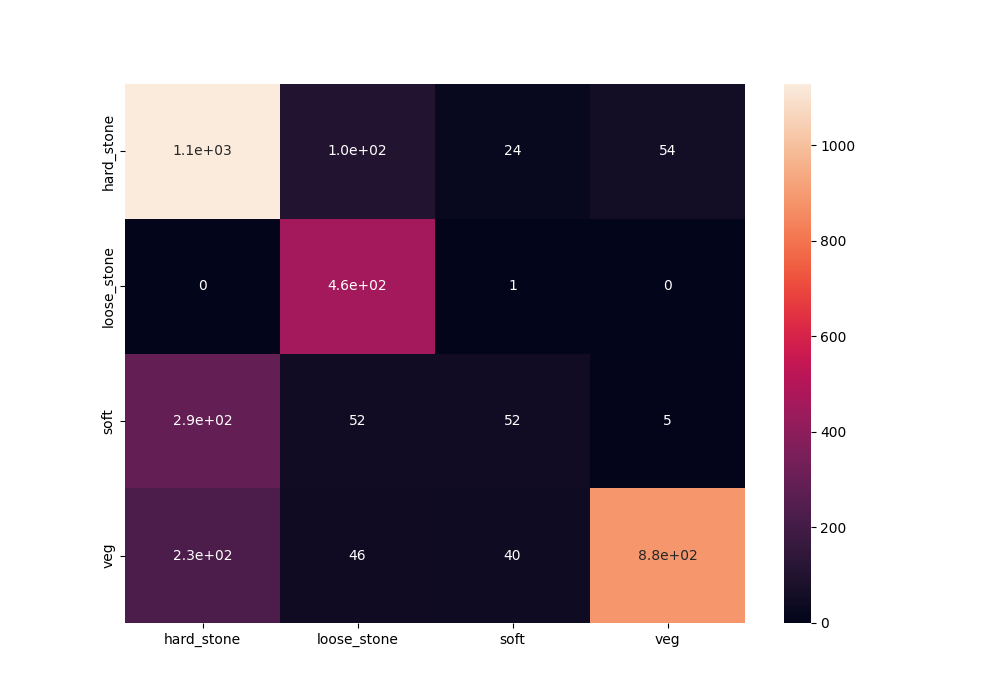 hard_stone 1.1e+03 1.0e+02 24 54
loose_stone 0 4.6e+02 1 0
soft 2.9e+02 52 52 5
veg 2.3e+02 46 40 8.8e+02
hard_stone loose_stone soft veg
1000
800
600
400
200
0